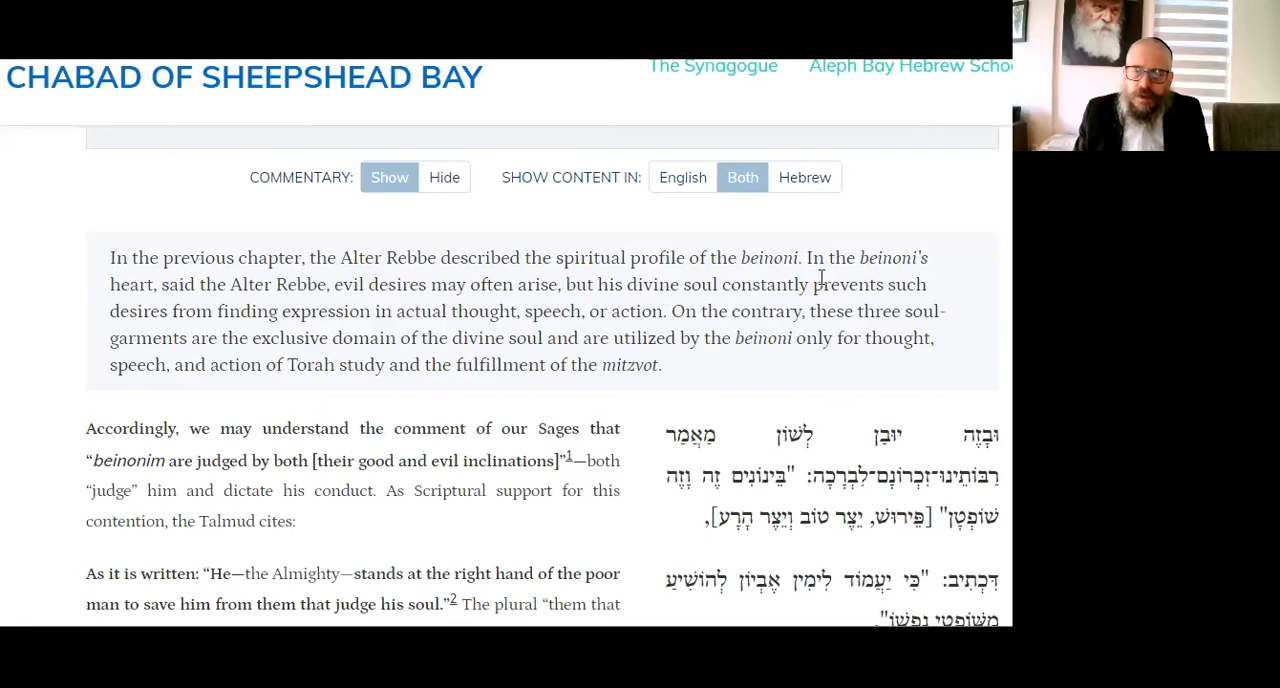 CHABAD OF SHEEPSHEAD BAY
The Synagogue Aleph Bay Hebrew Schoo
COMMENTARY: Show Hide SHOW CONTENT IN: English Both Hebrew
In the previous chapter, the Alter Rebbe described the spiritual profile of the beinoni. In the beinoni's
heart, said the Alter Rebbe, evil desires may often arise, but his divine soul constantly prevents such
desires from finding expression in actual thought, speech, or action. On the contrary, these three soul-
garments are the exclusive domain of the divine soul and are utilized by the beinoni only for thought,
speech, and action of Torah study and the fulfillment of the mitzvot.
Accordingly, we may understand the comment of our Sages that
“beinonim are judged by both [their good and evil inclinations]”1—both
“judge” him and dictate his conduct. As Scriptural support for this
contention, the Talmud cites:
As it is written: “He—the Almighty—stands at the right hand of the poor
man to save him from them that judge his soul.”2 The plural “them that
וּבָזֶה יוּבַן לְשׁוֹן מַאֲמַר
רַבּוֹתֵינוּ־זִכְרוֹנָם־לִבְרָכָה: "בֵּינוֹנִים זֶה וָזֶה
שׁוֹפְטָן" [פֵּירוּשׁ, יֵצֶר טוֹב וְיֵצֶר הָרָע],
דִּכְתִיב: "כִּי יַעֲמוֹד לִימִין אֶבְיוֹן לְהוֹשִׁיעַ
מִשּׁוֹפְטֵי נַפְשׁוֹ".